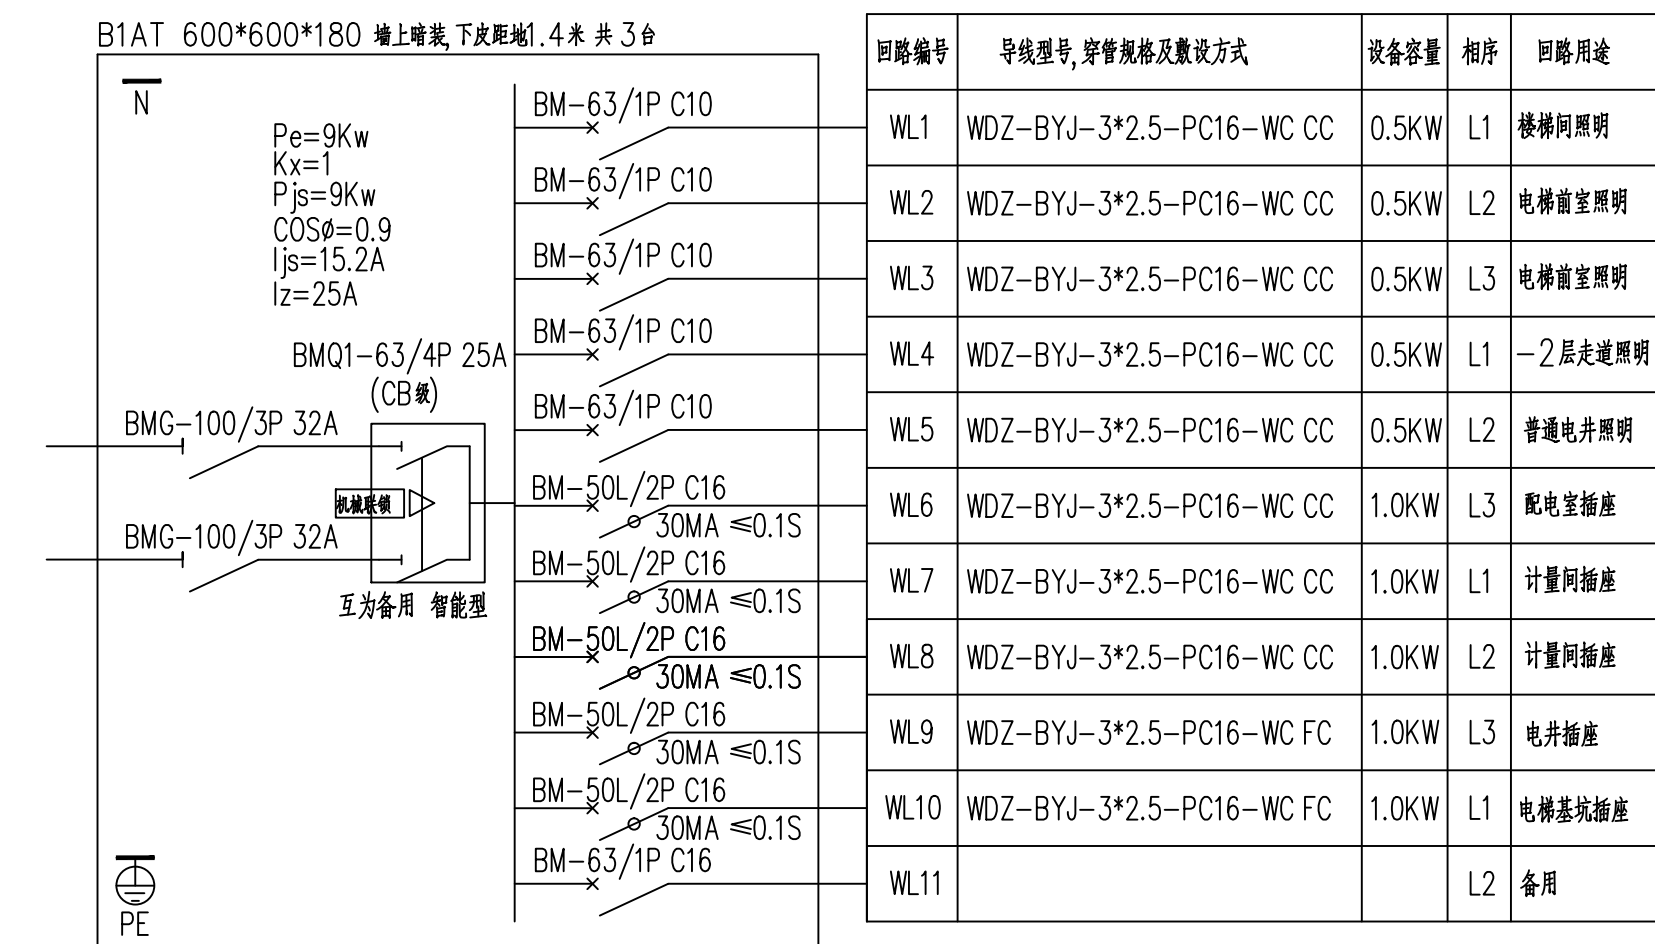 B1AT 600*600*180 墙上暗装,下皮距地1.4米 共 3台
N
Pe=9Kw
Kx=1
Pjs=9Kw
COSø=0.9
Ijs=15.2A
Iz=25A
BMQ1-63/4P 25A
(CB级)
BMG-100/3P 32A
机械联锁
BMG-100/3P 32A
互为备用 智能型
PE
BM-63/1P C10
BM-63/1P C10
BM-63/1P C10
BM-63/1P C10
BM-63/1P C10
BM-50L/2P C16
30MA ≤0.1S
BM-50L/2P C16
30MA ≤0.1S
BM-50L/2P C16
30MA ≤0.1S
BM-50L/2P C16
30MA ≤0.1S
BM-50L/2P C16
30MA ≤0.1S
BM-63/1P C16
回路编号 导线型号,穿管规格及敷设方式 设备容量 相序 回路用途
WL1 WDZ-BYJ-3*2.5-PC16-WC CC 0.5KW L1 楼梯间照明
WL2 WDZ-BYJ-3*2.5-PC16-WC CC 0.5KW L2 电梯前室照明
WL3 WDZ-BYJ-3*2.5-PC16-WC CC 0.5KW L3 电梯前室照明
WL4 WDZ-BYJ-3*2.5-PC16-WC CC 0.5KW L1 -2层走道照明
WL5 WDZ-BYJ-3*2.5-PC16-WC CC 0.5KW L2 普通电井照明
WL6 WDZ-BYJ-3*2.5-PC16-WC CC 1.0KW L3 配电室插座
WL7 WDZ-BYJ-3*2.5-PC16-WC CC 1.0KW L1 计量间插座
WL8 WDZ-BYJ-3*2.5-PC16-WC CC 1.0KW L2 计量间插座
WL9 WDZ-BYJ-3*2.5-PC16-WC FC 1.0KW L3 电井插座
WL10 WDZ-BYJ-3*2.5-PC16-WC FC 1.0KW L1 电梯基坑插座
WL11 L2 备用